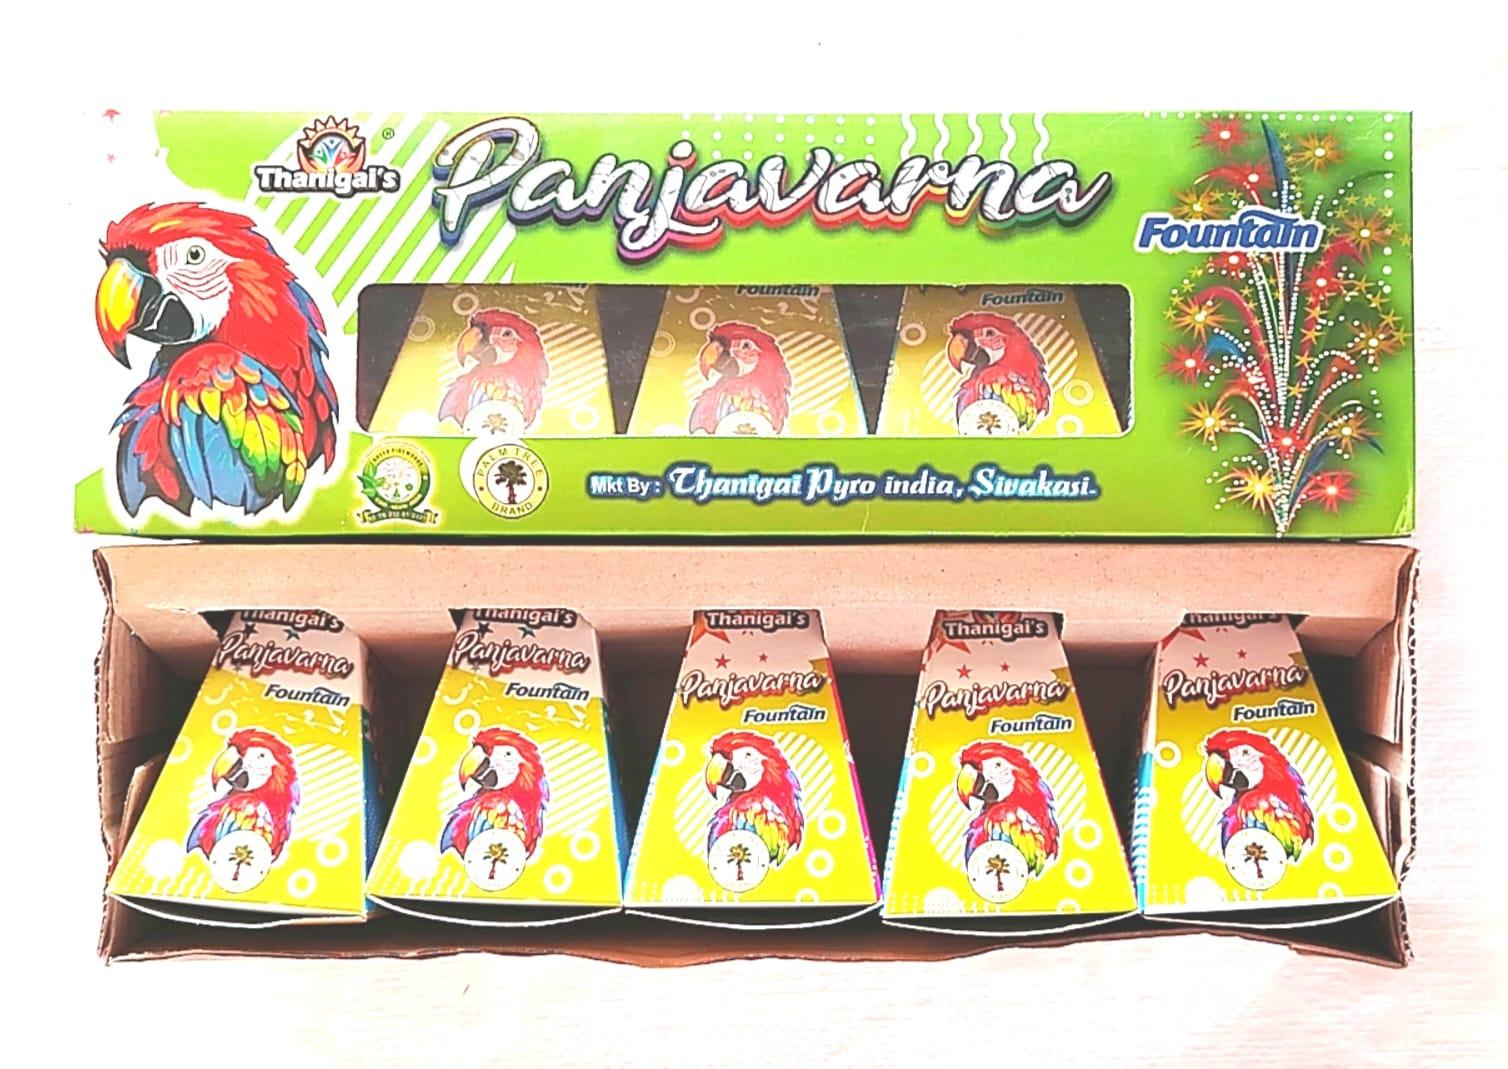 Thanigai's ®
Panjavarna
Fountain
Fountain
Fountain
PALM TREE
BRAND
Mkt By : Thanigai Pyro india, Sivakasi.
Thanigai's
Thanigai's
Thanigai's
Thanigai's
Thanigai's
Panjavarna
Panjavarna
Panjavarna
Panjavarna
Panjavarna
Fountain
Fountain
Fountain
Fountain
Fountain